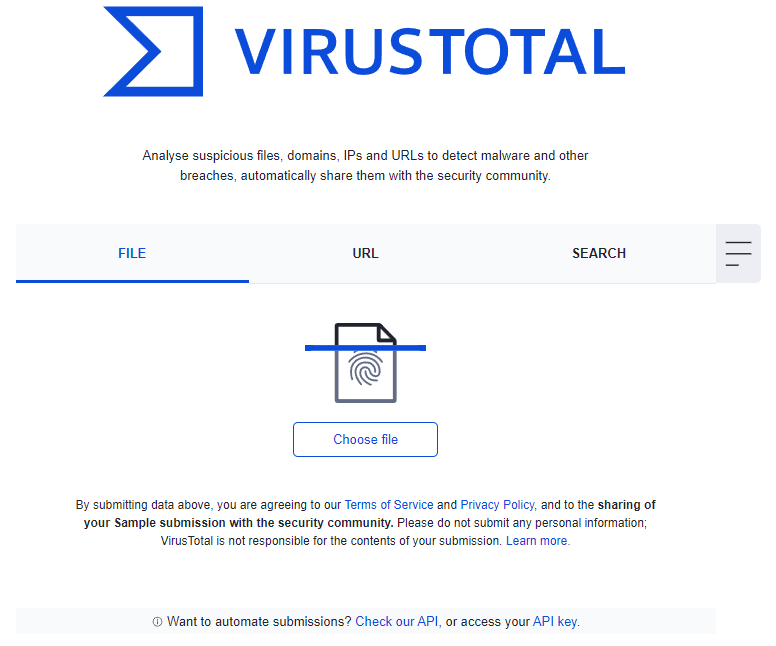 VIRUSTOTAL
Analyse suspicious files, domains, IPs and URLs to detect malware and other
breaches, automatically share them with the security community.
FILE
URL
SEARCH
Choose file
By submitting data above, you are agreeing to our Terms of Service and Privacy Policy, and to the sharing of
your Sample submission with the security community. Please do not submit any personal information;
VirusTotal is not responsible for the contents of your submission. Learn more.
Want to automate submissions? Check our API, or access your API key.